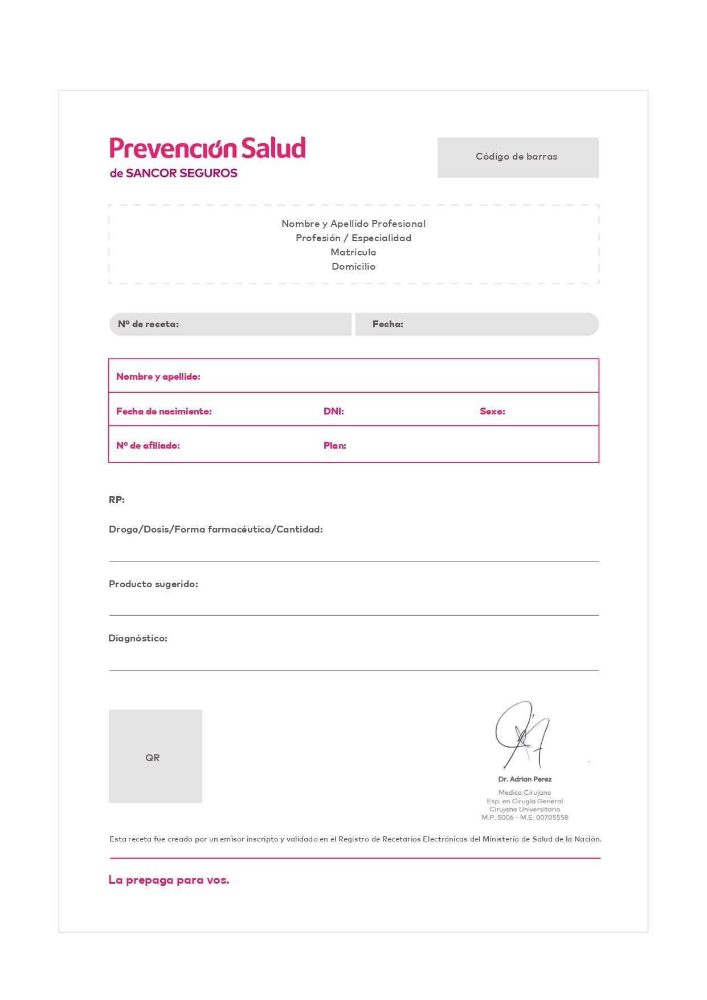 Prevención Salud
de SANCOR SEGUROS
Código de barras
Nombre y Apellido Profesional
Profesión / Especialidad
Matricula
Domicilio
Nº de receta: Fecha:
Nombre y apellido:
Fecha de nacimiento: DNI: Sexo:
Nº de afiliado: Plan:
RP:
Droga/Dosis/Forma farmacéutica/Cantidad:
Producto sugerido:
Diagnóstico:
QR
Dr. Adrian Perez
Medico Cirujano
Esp. en Cirugía General
Cirujano Universitario
M.P. 5006 - M.E. 00705558
Esta receta fue creado por un emisor inscripto y validado en el Registro de Recetarios Electrónicas del Ministerio de Salud de la Nación.
La prepaga para vos.